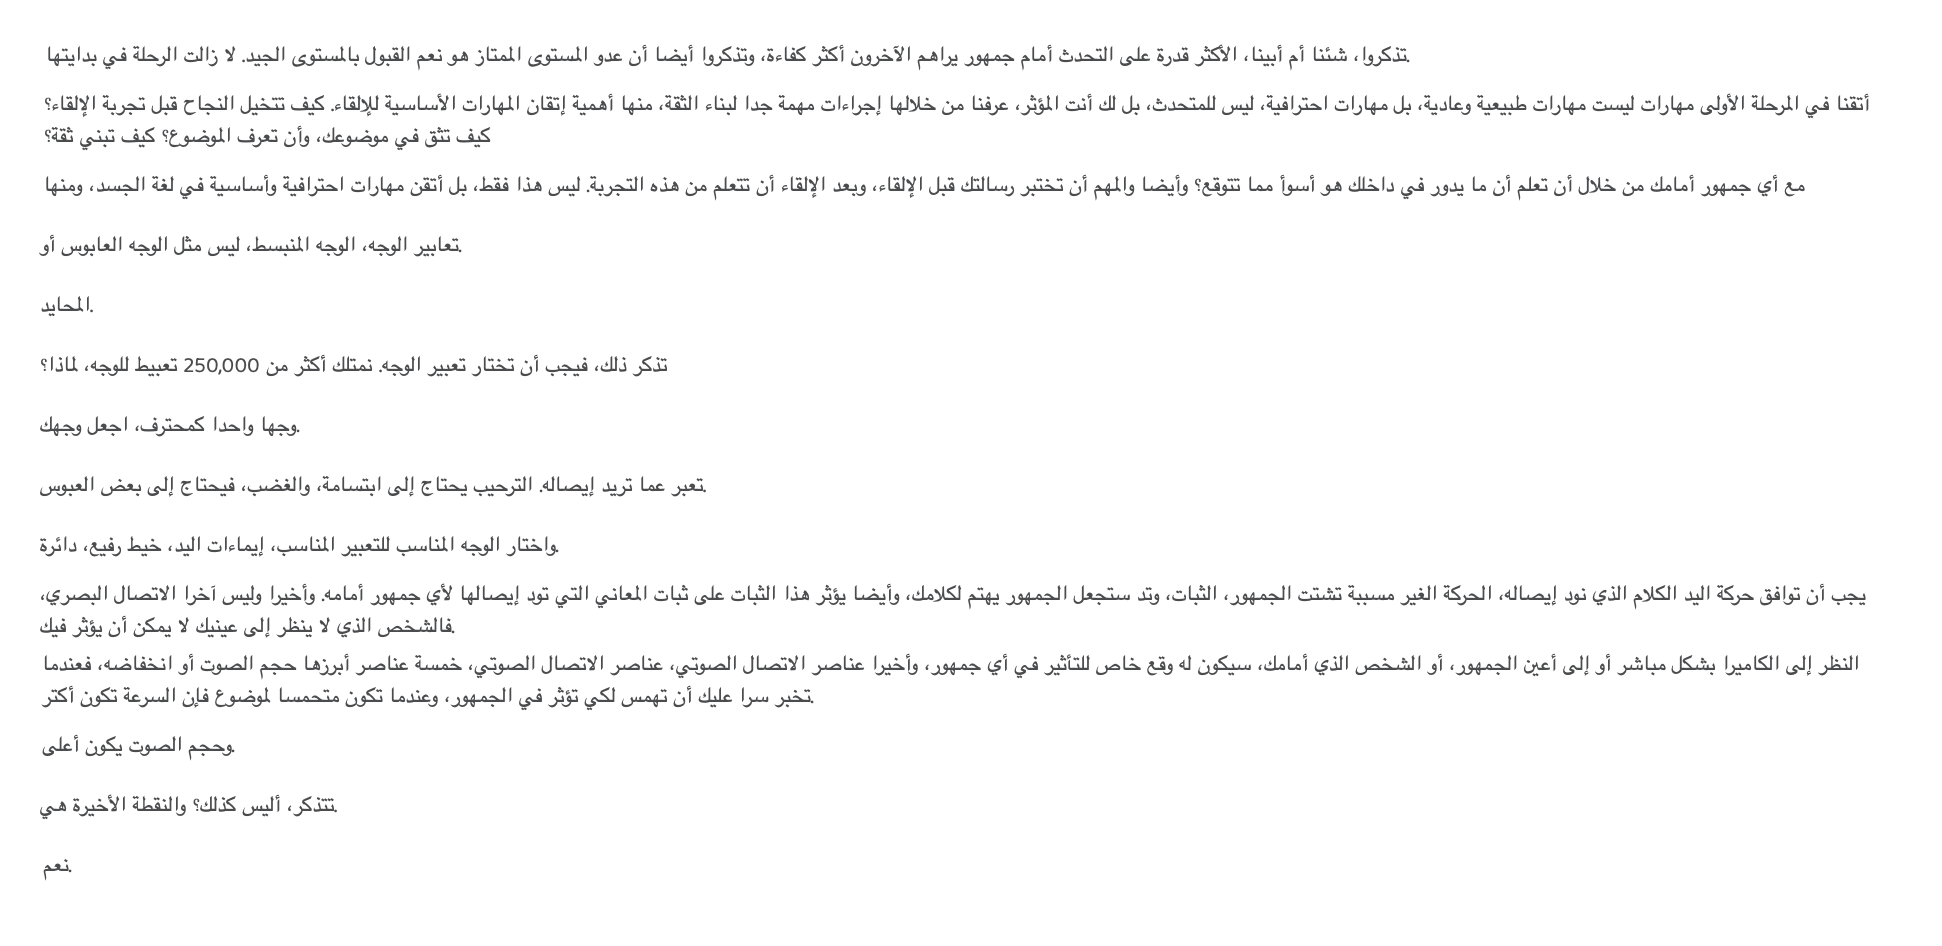 تذكروا، شئنا أم أبينا، الأكثر قدرة على التحدث أمام جمهور يراهم الآخرون أكثر كفاءة، وتذكروا أيضا أن عدو المستوى الممتاز هو نعم القبول بالمستوى الجيد. لا زالت الرحلة في بدايتها.
أتقنا في المرحلة الأولى مهارات ليست مهارات طبيعية وعادية، بل مهارات احترافية، ليس للمتحدث، بل لك أنت المؤثر، عرفنا من خلالها إجراءات مهمة جدا لبناء الثقة، منها أهمية إتقان المهارات الأساسية للإلقاء. كيف تتخيل النجاح قبل تجربة الإلقاء؟
كيف تثق في موضوعك، وأن تعرف الموضوع؟ كيف تبني ثقة؟
مع أي جمهور أمامك من خلال أن تعلم أن ما يدور في داخلك هو أسوأ مما تتوقع؟ وأيضا والمهم أن تختبر رسالتك قبل الإلقاء، وبعد الإلقاء أن تتعلم من هذه التجربة. ليس هذا فقط، بل أتقن مهارات احترافية وأساسية في لغة الجسد، ومنها
تعابير الوجه، الوجه المنبسط، ليس مثل الوجه العابوس أو.
المحايد.
تذكر ذلك، فيجب أن تختار تعبير الوجه. نمتلك أكثر من 250,000 تعبيط للوجه، لماذا؟
وجها واحدا كمحترف، اجعل وجهك.
تعبر عما تريد إيصاله. الترحيب يحتاج إلى ابتسامة، والغضب، فيحتاج إلى بعض العبوس.
واختار الوجه المناسب للتعبير المناسب، إيماءات اليد، خيط رفيع، دائرة.
يجب أن توافق حركة اليد الكلام الذي نود إيصاله، الحركة الغير مسببة تشتت الجمهور، الثبات، وتد ستجعل الجمهور يهتم لكلامك، وأيضا يؤثر هذا الثبات على ثبات المعاني التي تود إيصالها لأي جمهور أمامه. وأخيرا وليس آخرا الاتصال البصري،
فالشخص الذي لا ينظر إلى عينيك لا يمكن أن يؤثر فيك.
النظر إلى الكاميرا بشكل مباشر أو إلى أعين الجمهور، أو الشخص الذي أمامك، سيكون له وقع خاص للتأثير في أي جمهور، وأخيرا عناصر الاتصال الصوتي، عناصر الاتصال الصوتي، خمسة عناصر أبرزها حجم الصوت أو انخفاضه، فعندما
تخبر سرا عليك أن تهمس لكي تؤثر في الجمهور، وعندما تكون متحمسا لموضوع فإن السرعة تكون أكثر.
وحجم الصوت يكون أعلى.
تتذكر، أليس كذلك؟ والنقطة الأخيرة هي.
نعم.